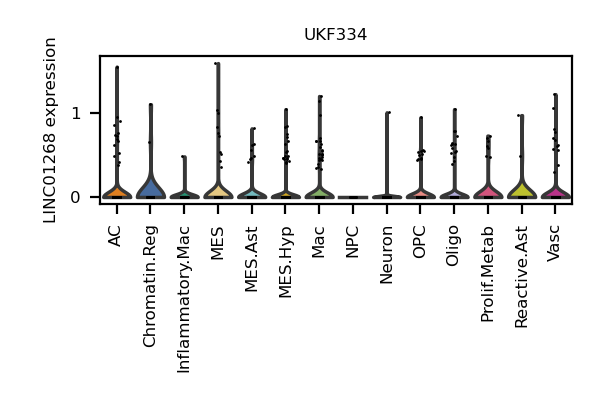 UKF334
LINC01268 expression
1
0
AC
Chromatin.Reg
Inflammatory.Mac
MES
MES.Ast
MES.Hyp
Mac
NPC
Neuron
OPC
Oligo
Prolif.Metab
Reactive.Ast
Vasc